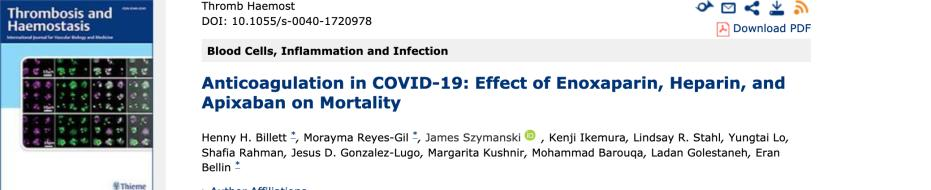 Thrombosis and
Haemostasis
International Journal for Vascular Biology and Medicine
Thieme
Thromb Haemost
DOI: 10.1055/s-0040-1720978
Download PDF
Blood Cells, Inflammation and Infection
Anticoagulation in COVID-19: Effect of Enoxaparin, Heparin, and
Apixaban on Mortality
Henny H. Billett *, Morayma Reyes-Gil *, James Szymanski iD , Kenji Ikemura, Lindsay R. Stahl, Yungtai Lo,
Shafia Rahman, Jesus D. Gonzalez-Lugo, Margarita Kushnir, Mohammad Barouqa, Ladan Golestaneh, Eran
Bellin *
Author Affiliations